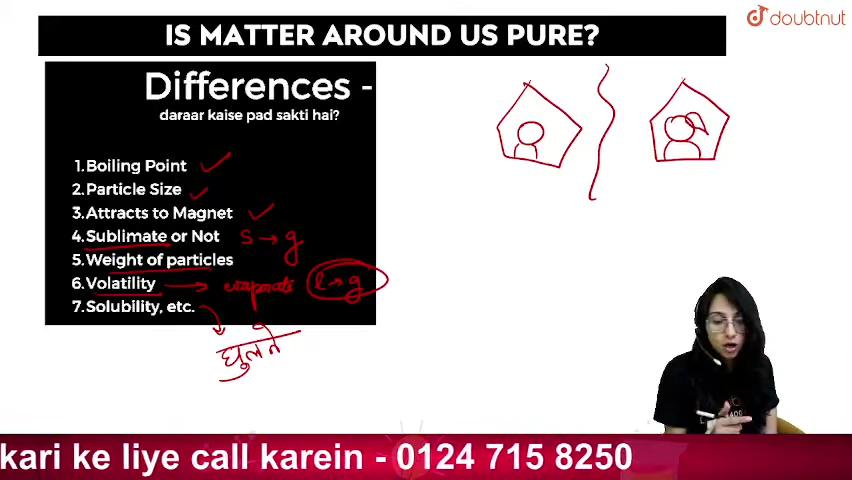 doubtnut
IS MATTER AROUND US PURE?
Differences -
daraar kaise pad sakti hai?
1.Boiling Point
2.Particle Size
3.Attracts to Magnet
4.Sublimate or Not S → g
5.Weight of particles
6.Volatility → evaporate l → g
7.Solubility, etc.
घुलने
kari ke liye call karein - 0124 715 8250